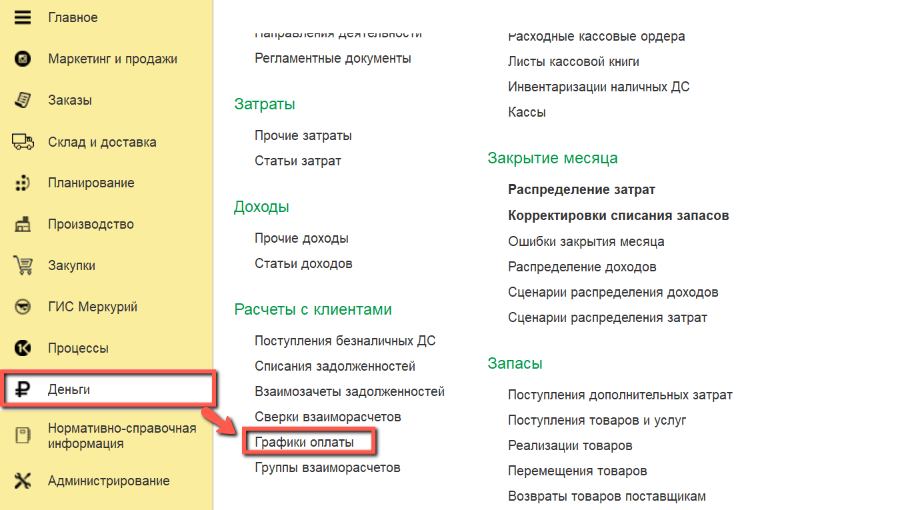 Главное
Маркетинг и продажи
Заказы
Склад и доставка
Планирование
Производство
Закупки
ГИС Меркурий
Процессы
Деньги
Нормативно-справочная
информация
Администрирование
Направления деятельности
Регламентные документы
Затраты
Прочие затраты
Статьи затрат
Доходы
Прочие доходы
Статьи доходов
Расчеты с клиентами
Поступления безналичных ДС
Списания задолженностей
Взаимозачеты задолженностей
Сверки взаиморасчетов
Графики оплаты
Группы взаиморасчетов
Расходные кассовые ордера
Листы кассовой книги
Инвентаризации наличных ДС
Кассы
Закрытие месяца
Распределение затрат
Корректировки списания запасов
Ошибки закрытия месяца
Распределение доходов
Сценарии распределения доходов
Сценарии распределения затрат
Запасы
Поступления дополнительных затрат
Поступления товаров и услуг
Реализации товаров
Перемещения товаров
Возвраты товаров поставщикам